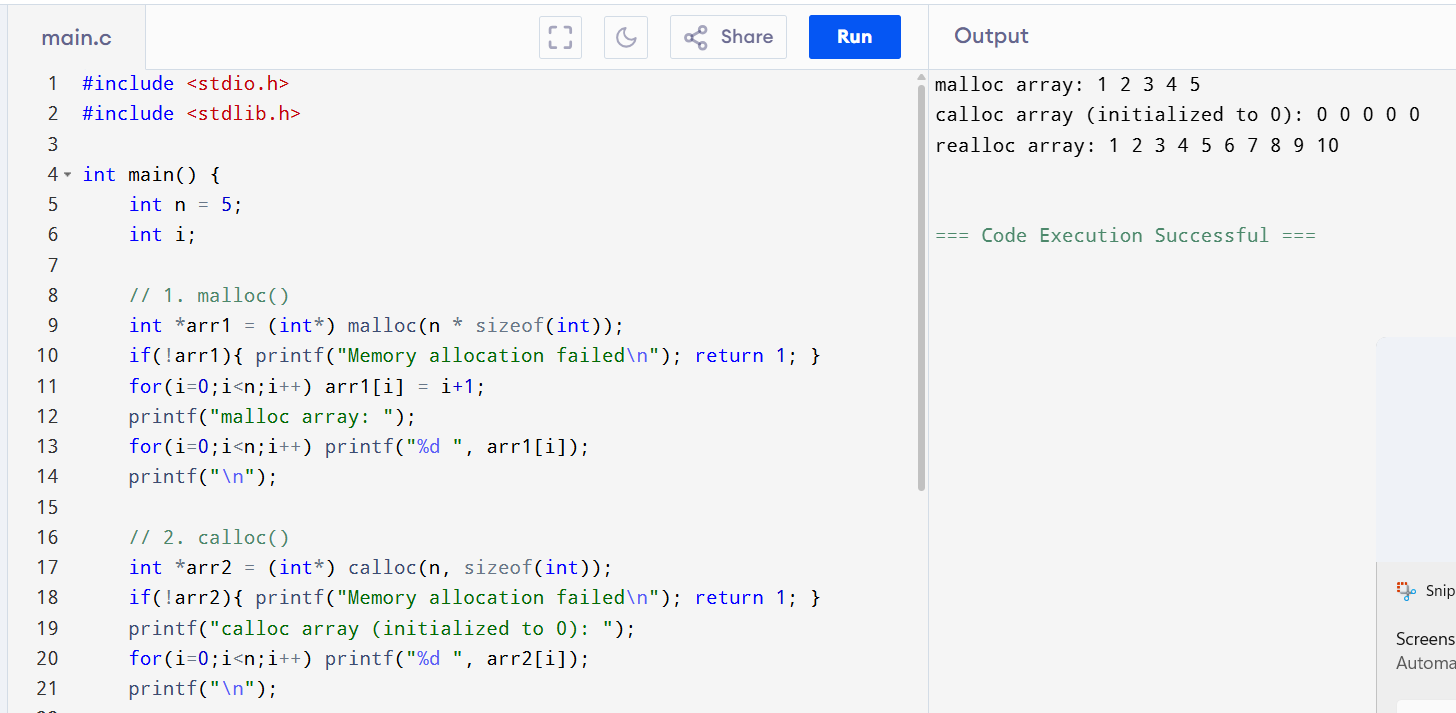 main.c
Share
Run
Output
1 #include <stdio.h>
2 #include <stdlib.h>
3
4 int main() {
5     int n = 5;
6     int i;
7
8     // 1. malloc()
9     int *arr1 = (int*) malloc(n * sizeof(int));
10     if(!arr1){ printf("Memory allocation failed\n"); return 1; }
11     for(i=0;i<n;i++) arr1[i] = i+1;
12     printf("malloc array: ");
13     for(i=0;i<n;i++) printf("%d ", arr1[i]);
14     printf("\n");
15
16     // 2. calloc()
17     int *arr2 = (int*) calloc(n, sizeof(int));
18     if(!arr2){ printf("Memory allocation failed\n"); return 1; }
19     printf("calloc array (initialized to 0): ");
20     for(i=0;i<n;i++) printf("%d ", arr2[i]);
21     printf("\n");
malloc array: 1 2 3 4 5
calloc array (initialized to 0): 0 0 0 0 0
realloc array: 1 2 3 4 5 6 7 8 9 10
=== Code Execution Successful ===
Snip
Screens
Automa